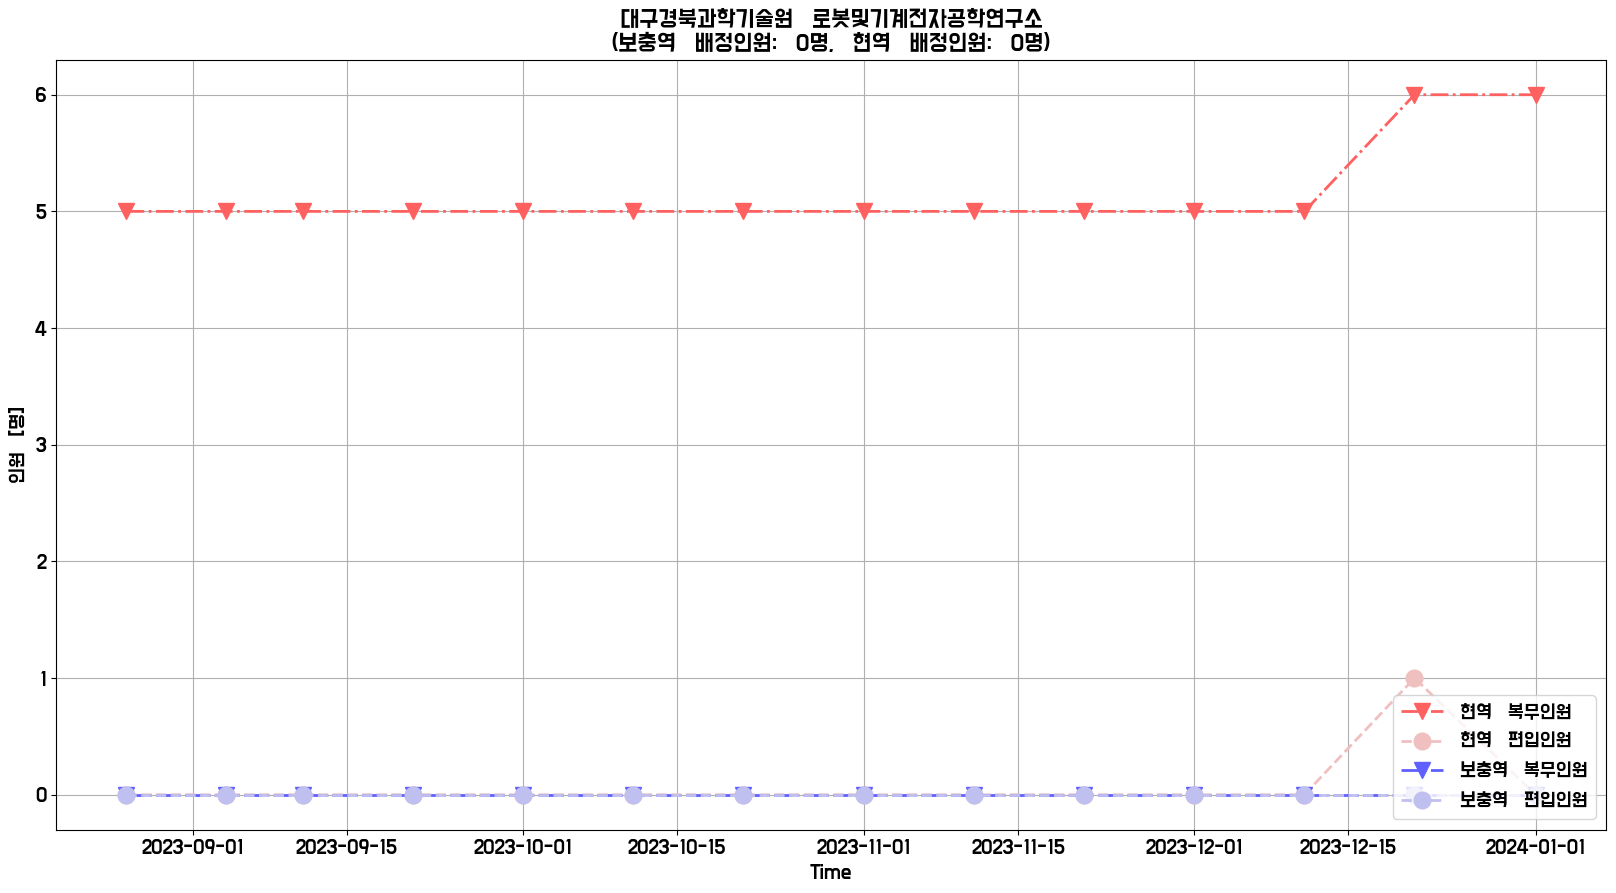 대구경북과학기술원 로봇및기계전자공학연구소
(보충역 배정인원: 0명, 현역 배정인원: 0명)
6
5
4
3
2
1
0
인원 [명]
현역 복무인원
현역 편입인원
보충역 복무인원
보충역 편입인원
2023-09-01 2023-09-15 2023-10-01 2023-10-15 2023-11-01 2023-11-15 2023-12-01 2023-12-15 2024-01-01
Time